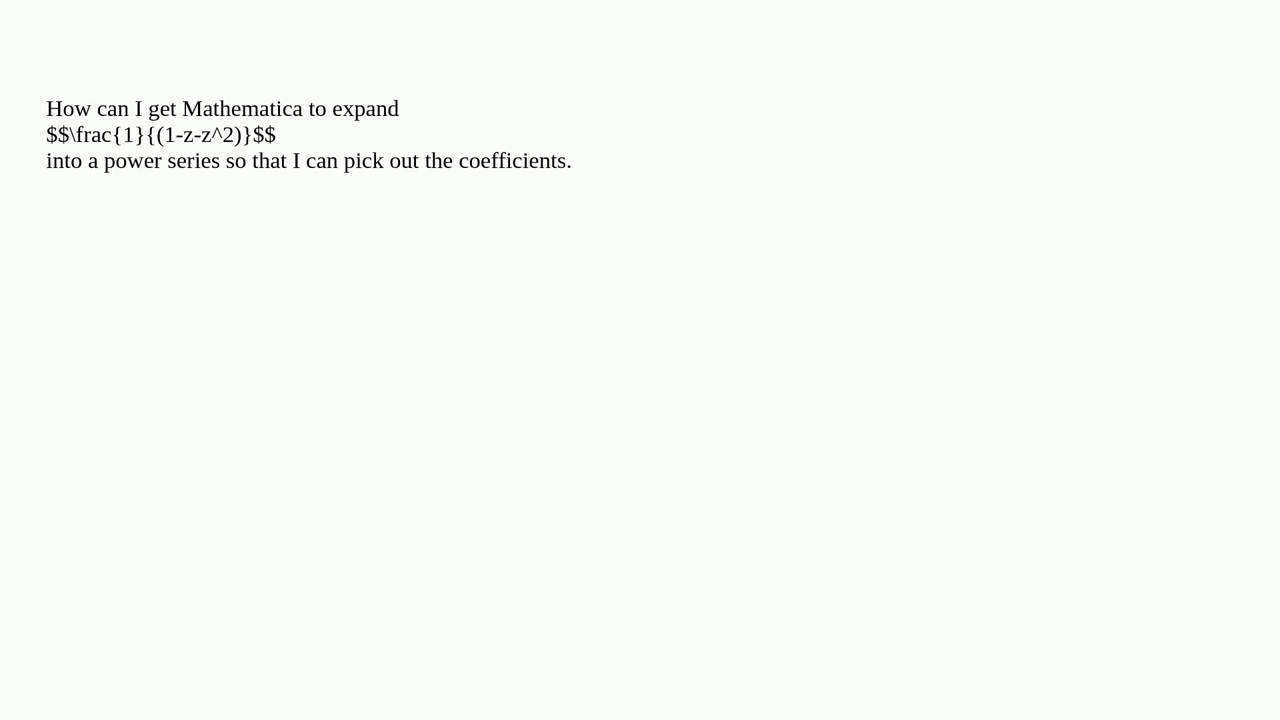 How can I get Mathematica to expand
$$\frac{1}{(1-z-z^2)}$$
into a power series so that I can pick out the coefficients.